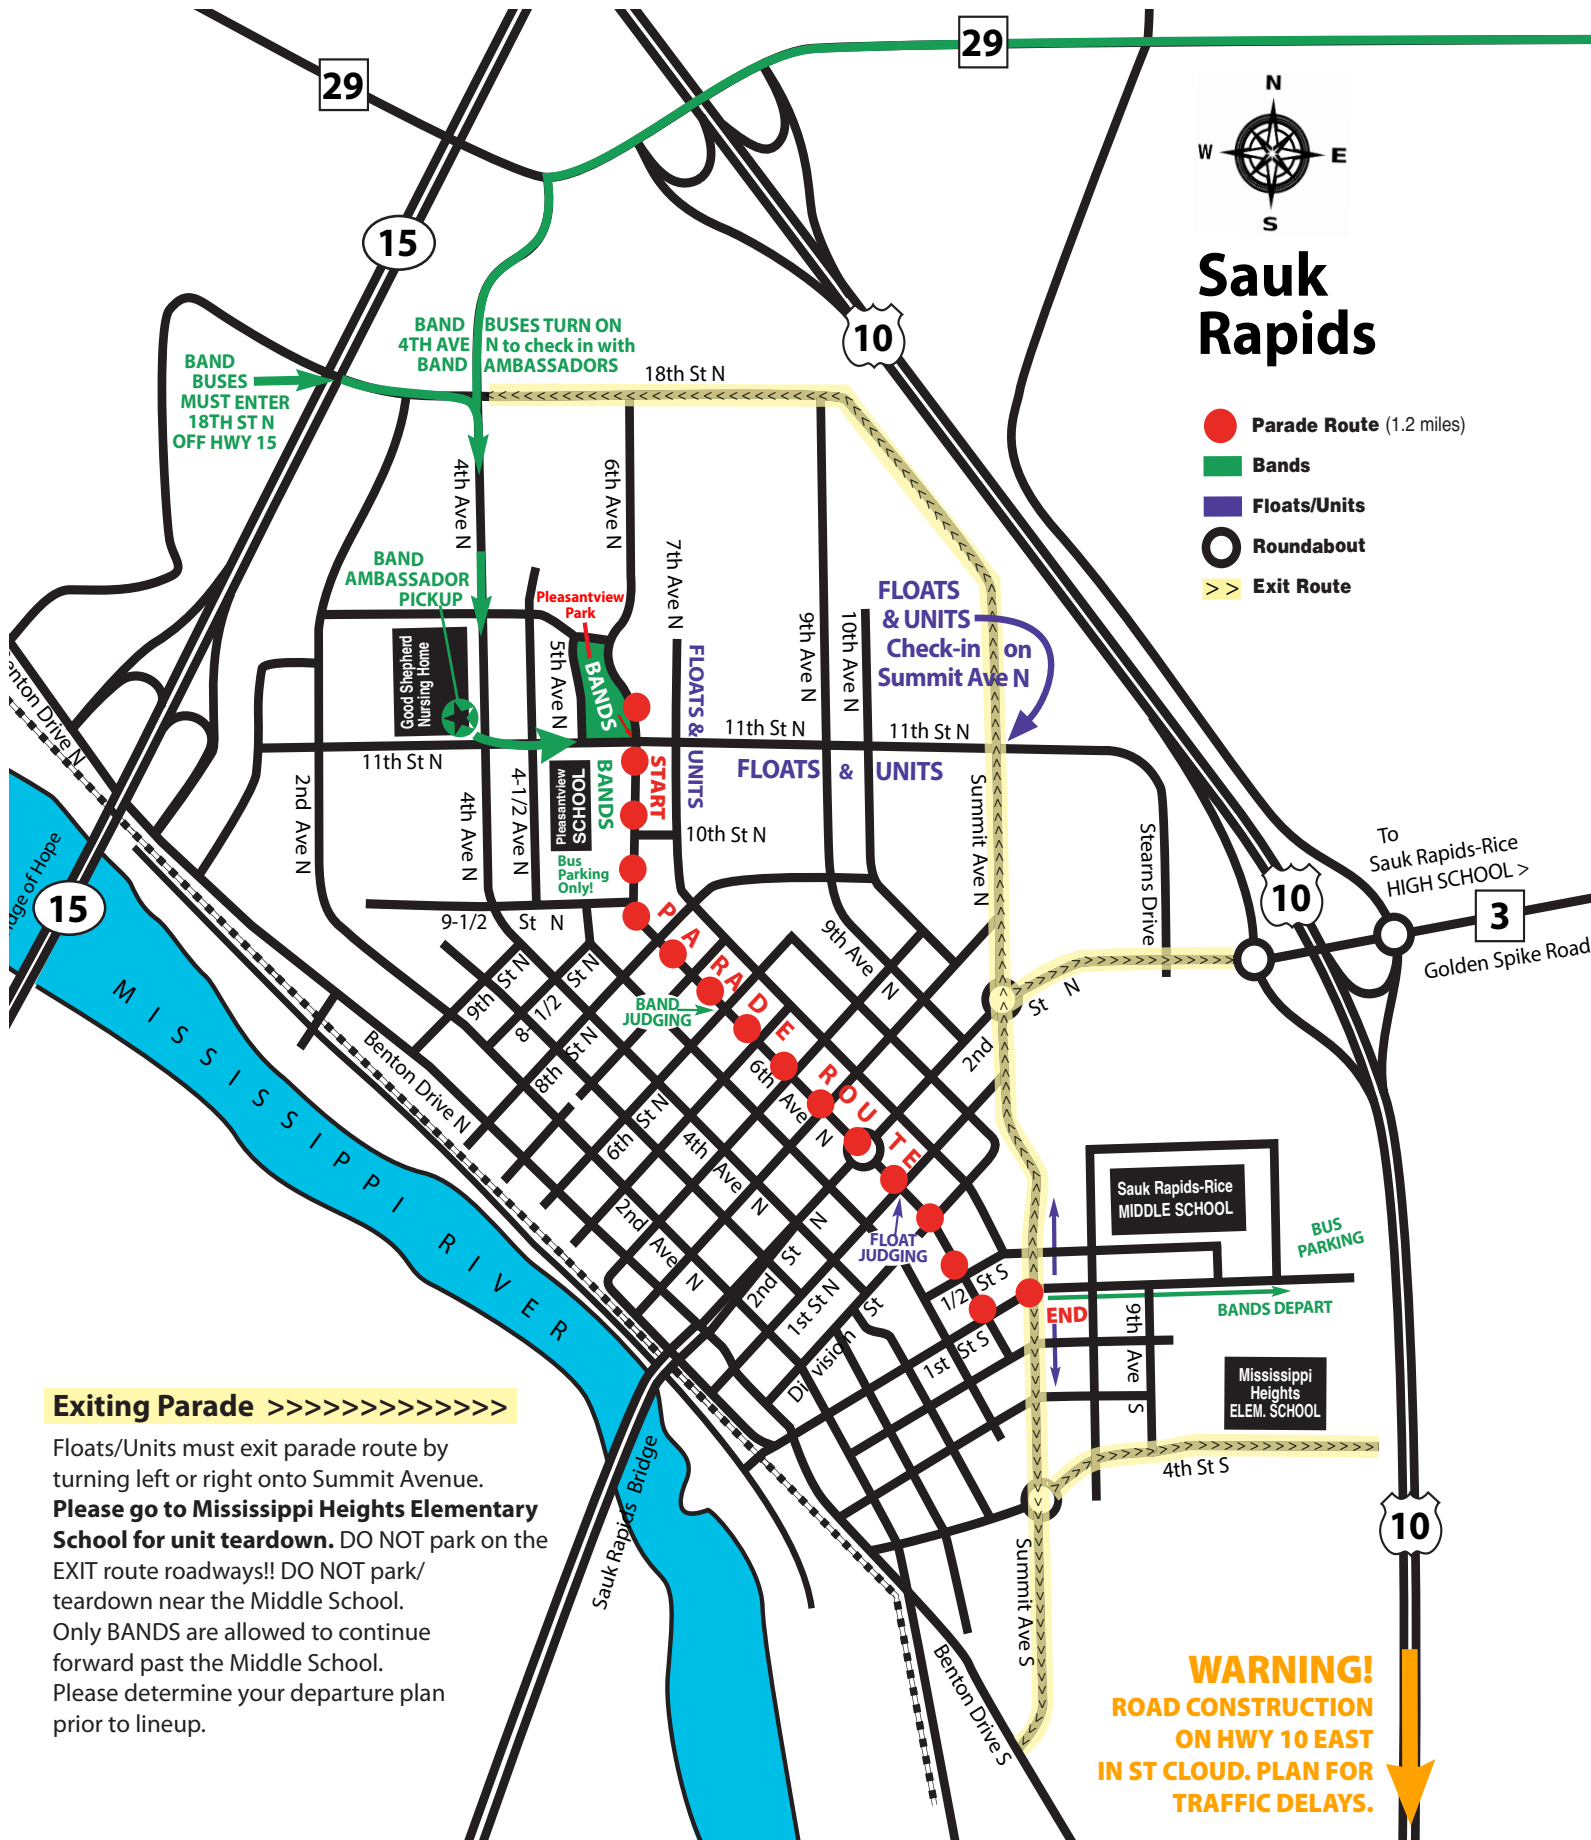 29
29
N
W
E
S
Sauk
Rapids
15
10
BAND BUSES TURN ON
4TH AVE N to check in with
BAND AMBASSADORS
BAND
BUSES
MUST ENTER
18TH ST N
OFF HWY 15
18th St N
Parade Route (1.2 miles)
Bands
Floats/Units
Roundabout
> > Exit Route
4th Ave N
6th Ave N
7th Ave N
BAND
AMBASSADOR
PICKUP
Pleasantview
Park
FLOATS
& UNITS
Check-in on
Summit Ave N
9th Ave N
10th Ave N
Good Shepherd
Nursing Home
5th Ave N
BANDS
FLOATS & UNITS
11th St N
11th St N
11th St N
FLOATS & UNITS
Benton Drive N
2nd Ave N
4th Ave N
4-1/2 Ave N
Pleasantview
SCHOOL
BANDS
START
10th St N
Bus
Parking
Only!
Summit Ave N
Stearns Drive
To
Sauk Rapids-Rice
HIGH SCHOOL >
10
3
Golden Spike Road
15
9-1/2 St N
PARADE ROUTE
9th Ave N
9th St N
8-1/2 St N
8th St N
BAND
JUDGING
2nd St N
MISSISSIPPI RIVER
Benton Drive N
6th Ave N
6th St N
4th Ave N
2nd Ave N
2nd St N
1st St N
Division St
FLOAT
JUDGING
1/2 St S
1st St S
END
Sauk Rapids-Rice
MIDDLE SCHOOL
BUS
PARKING
BANDS DEPART
9th Ave S
Mississippi
Heights
ELEM. SCHOOL
4th St S
10
Summit Ave S
Benton Drive S
Sauk Rapids Bridge
Exiting Parade >>>>>>>>>>>>>
Floats/Units must exit parade route by
turning left or right onto Summit Avenue.
Please go to Mississippi Heights Elementary
School for unit teardown. DO NOT park on the
EXIT route roadways!! DO NOT park/
teardown near the Middle School.
Only BANDS are allowed to continue
forward past the Middle School.
Please determine your departure plan
prior to lineup.
WARNING!
ROAD CONSTRUCTION
ON HWY 10 EAST
IN ST CLOUD. PLAN FOR
TRAFFIC DELAYS.